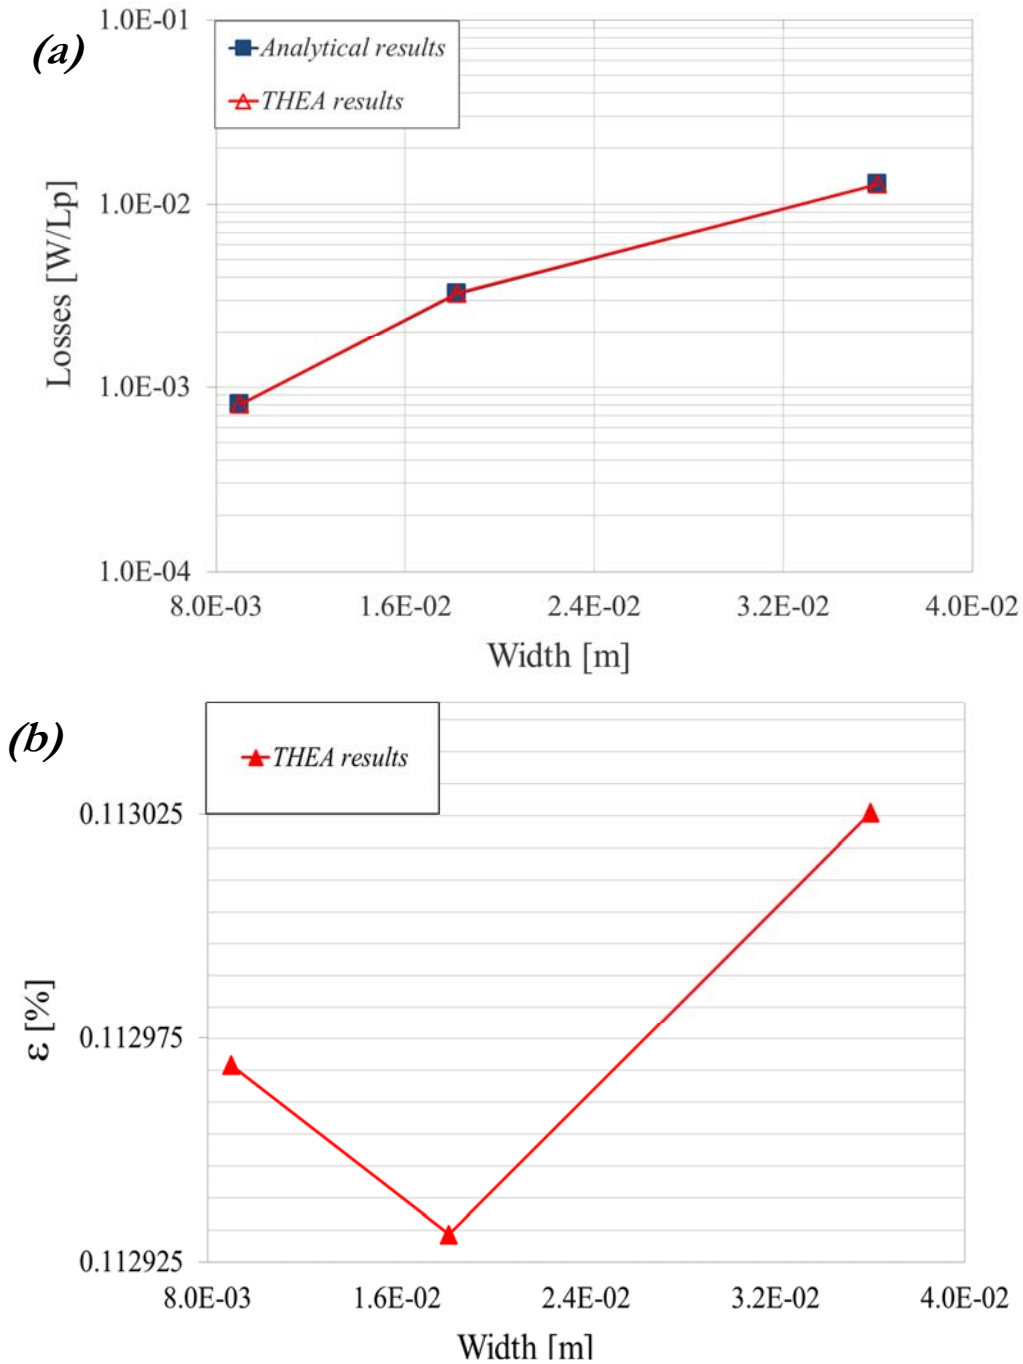 (a)
1.0E-01
Analytical results
THEA results
1.0E-02
1.0E-03
1.0E-04
Losses [W/Lp]
8.0E-03 1.6E-02 2.4E-02 3.2E-02 4.0E-02
Width [m]
(b)
THEA results
0.113025
0.112975
0.112925
ε [%]
8.0E-03 1.6E-02 2.4E-02 3.2E-02 4.0E-02
Width [m]